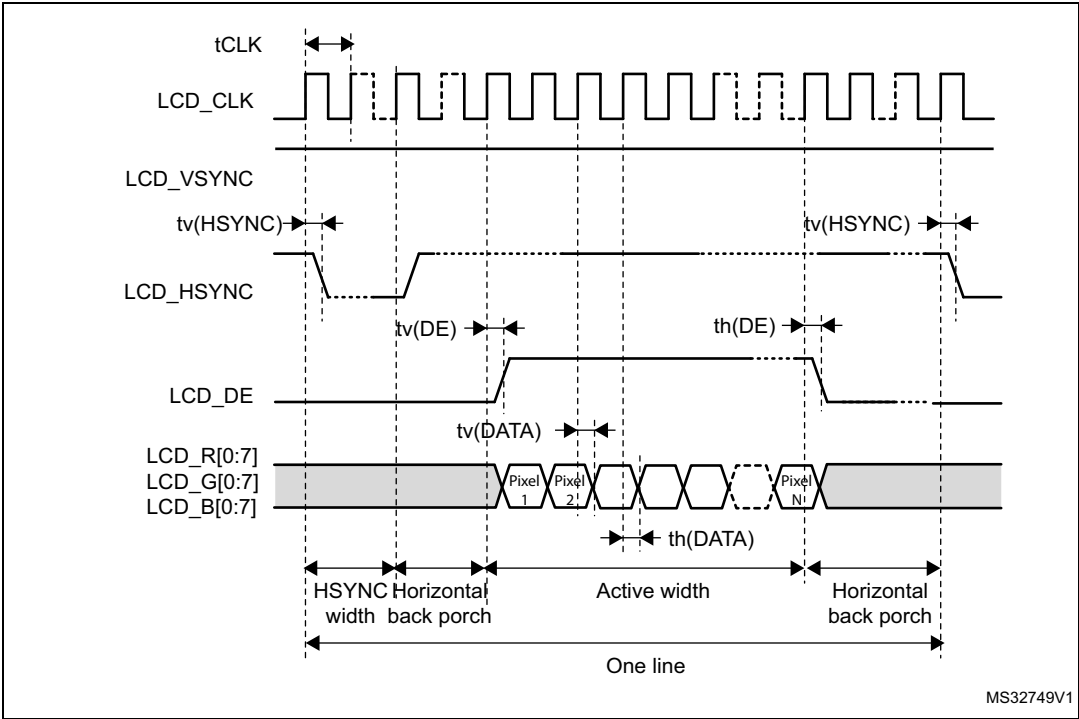 tCLK
LCD_CLK
LCD_VSYNC
tv(HSYNC)
tv(HSYNC)
LCD_HSYNC
tv(DE)
th(DE)
LCD_DE
tv(DATA)
LCD_R[0:7]
LCD_G[0:7]
LCD_B[0:7]
Pixel
1
Pixel
2
Pixel
N
th(DATA)
HSYNC
width
Horizontal
back porch
Active width
Horizontal
back porch
One line
MS32749V1